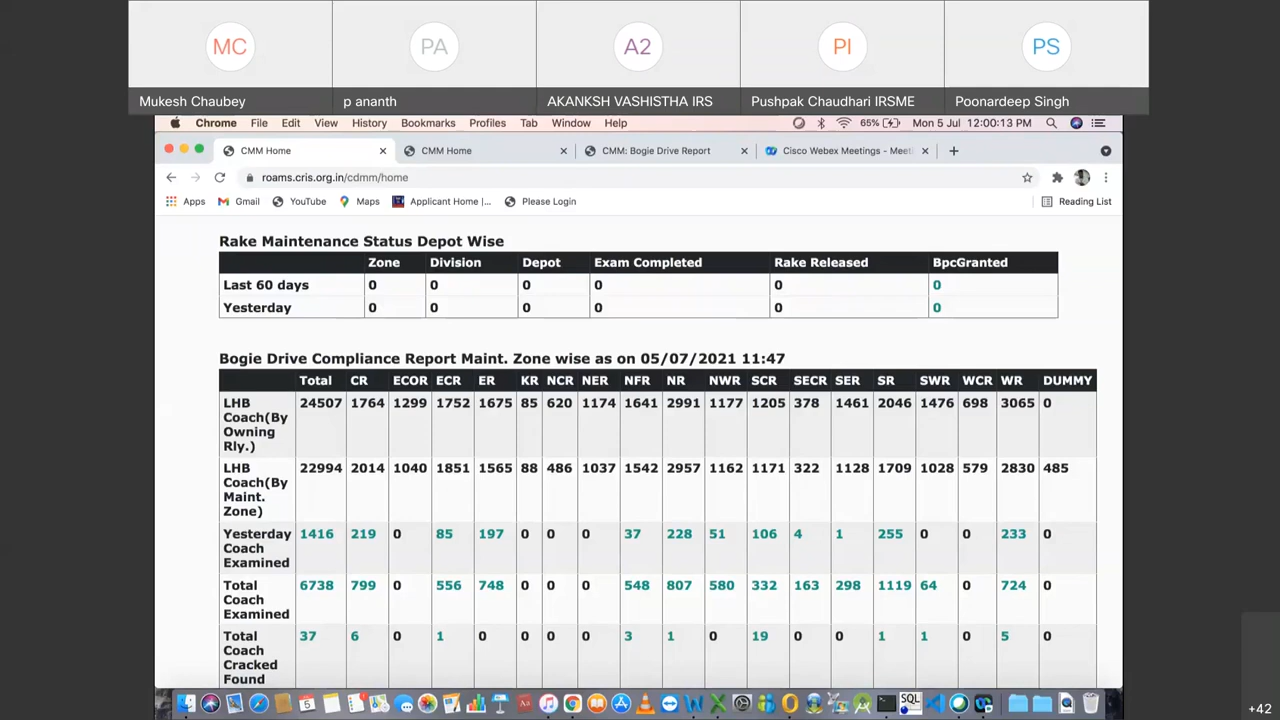 MC PA A2 PI PS
Mukesh Chaubey p ananth AKANKSH VASHISTHA IRS Pushpak Chaudhari IRSME Poonardeep Singh
Chrome File Edit View History Bookmarks Profiles Tab Window Help 65% Mon 5 Jul 12:00:13 PM
CMM Home CMM Home CMM: Bogie Drive Report Cisco Webex Meetings - Meeti
roams.cris.org.in/cdmm/home
Apps Gmail YouTube Maps Applicant Home |... Please Login Reading List
Rake Maintenance Status Depot Wise
Zone Division Depot Exam Completed Rake Released BpcGranted
Last 60 days 0 0 0 0 0 0
Yesterday 0 0 0 0 0 0
Bogie Drive Compliance Report Maint. Zone wise as on 05/07/2021 11:47
Total CR ECOR ECR ER KR NCR NER NFR NR NWR SCR SECR SER SR SWR WCR WR DUMMY
LHB 24507 1764 1299 1752 1675 85 620 1174 1641 2991 1177 1205 378 1461 2046 1476 698 3065 0
Coach(By
Owning
Rly.)
LHB 22994 2014 1040 1851 1565 88 486 1037 1542 2957 1162 1171 322 1128 1709 1028 579 2830 485
Coach(By
Maint.
Zone)
Yesterday 1416 219 0 85 197 0 0 0 37 228 51 106 4 1 255 0 0 233 0
Coach
Examined
Total 6738 799 0 556 748 0 0 0 548 807 580 332 163 298 1119 64 0 724 0
Coach
Examined
Total 37 6 0 1 0 0 0 0 3 1 0 19 0 0 1 1 0 5 0
Coach
Cracked
Found
SQL
+42